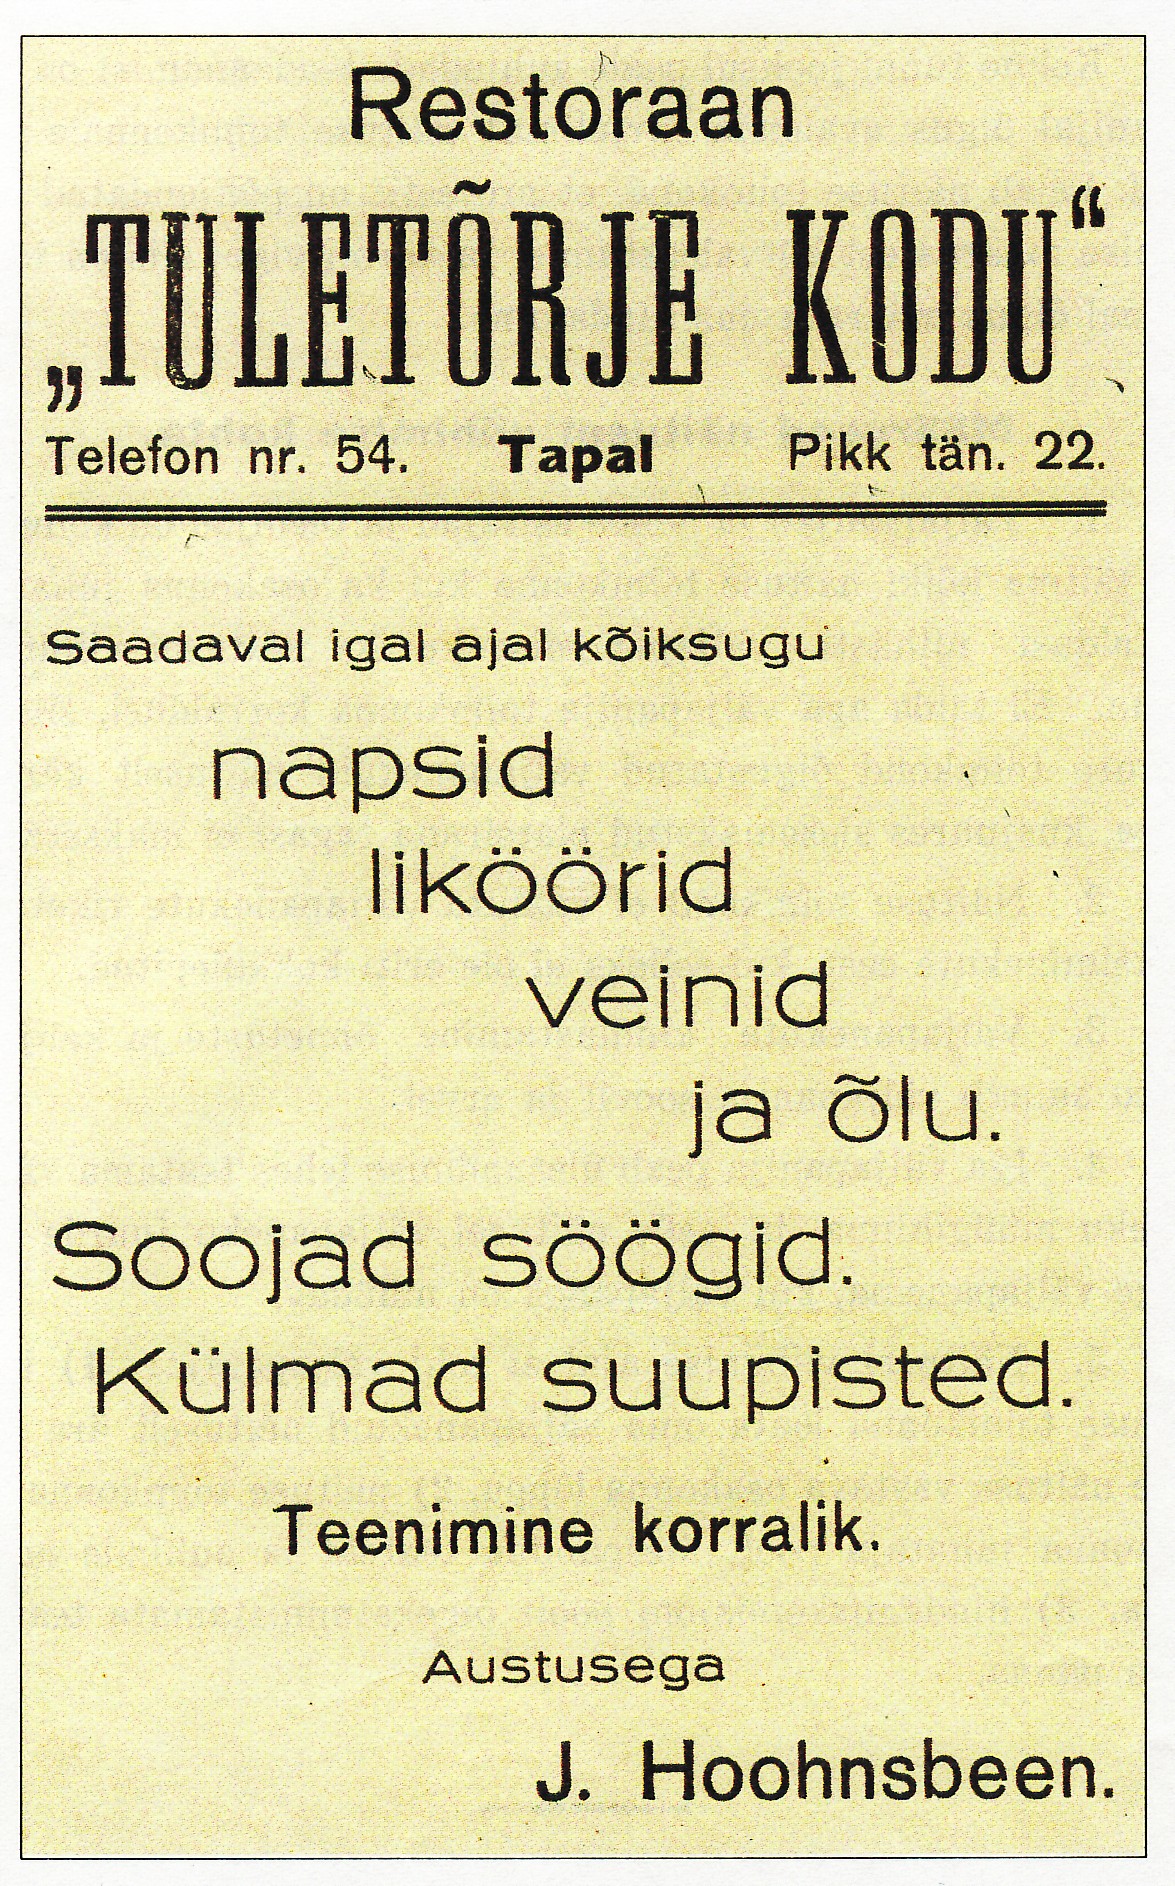 Restoraan
„TULETÕRJE KODU“
Telefon nr. 54. Tapal Pikk tän. 22.
Saadaval igal ajal kõiksugu
napsid
liköörid
veinid
ja õlu.
Soojad söögid.
Külmad suupisted.
Teenimine korralik.
Austusega
J. Hoohnsbeen.